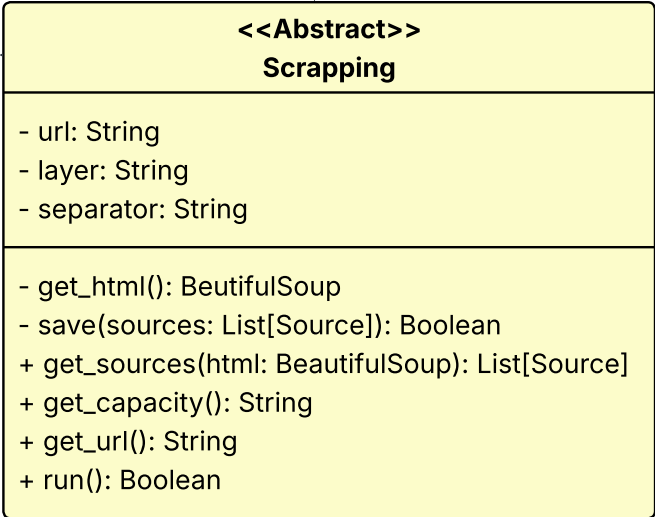 <<Abstract>>
Scrapping
- url: String
- layer: String
- separator: String
- get_html(): BeutifulSoup
- save(sources: List[Source]): Boolean
+ get_sources(html: BeautifulSoup): List[Source]
+ get_capacity(): String
+ get_url(): String
+ run(): Boolean